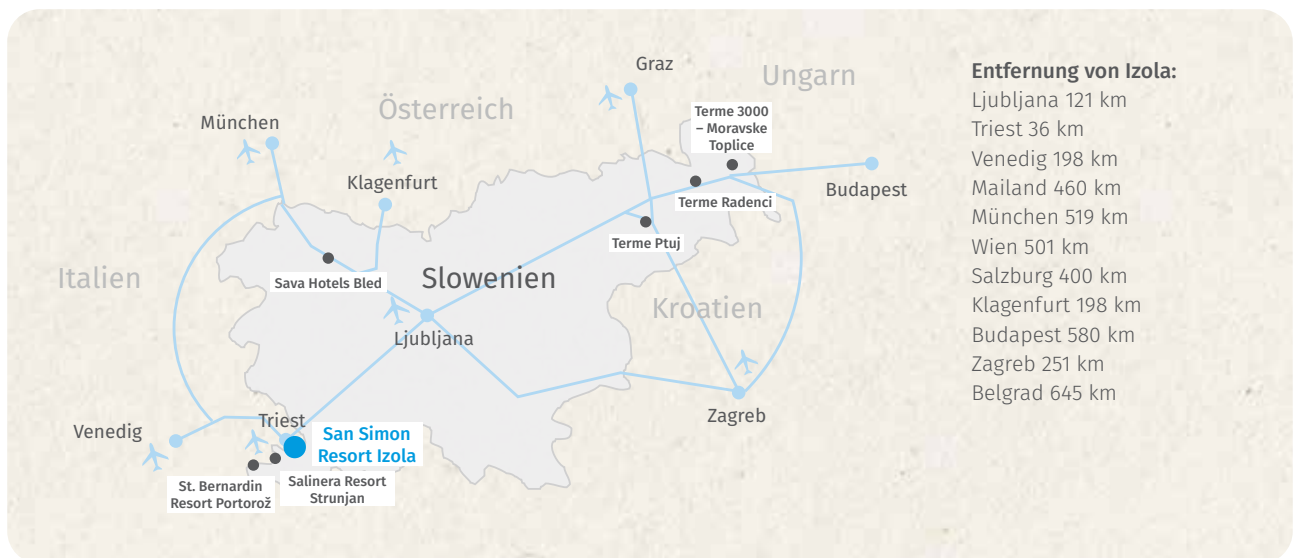 Graz
Ungarn
Österreich
München
Terme 3000
– Moravske
Toplice
Klagenfurt
Budapest
Terme Radenci
Terme Ptuj
Italien
Sava Hotels Bled
Slowenien
Kroatien
Ljubljana
Zagreb
Venedig
Triest
San Simon
Resort Izola
St. Bernardin
Resort Portorož
Salinera Resort
Strunjan
Entfernung von Izola:
Ljubljana 121 km
Triest 36 km
Venedig 198 km
Mailand 460 km
München 519 km
Wien 501 km
Salzburg 400 km
Klagenfurt 198 km
Budapest 580 km
Zagreb 251 km
Belgrad 645 km